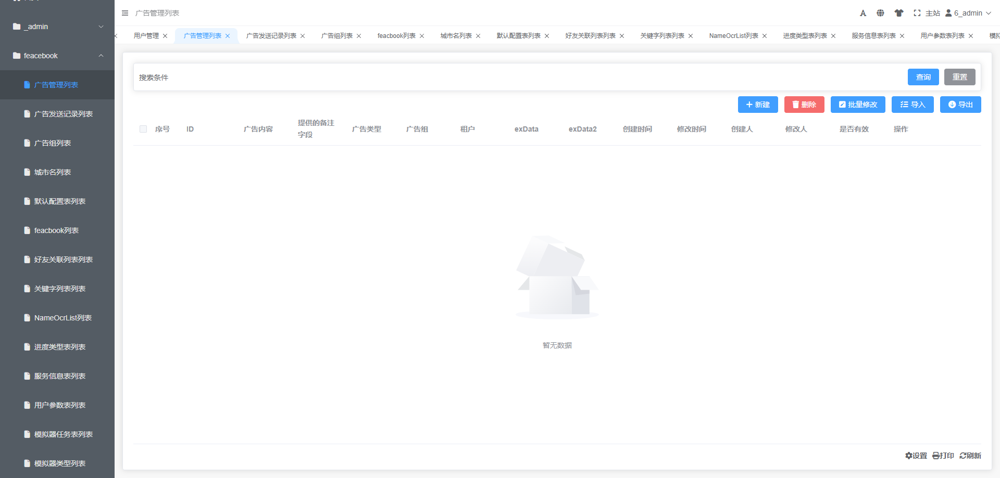 _admin
feacebook
广告管理列表
广告发送记录列表
广告组列表
城市名列表
默认配置表列表
feacbook列表
好友关联列表列表
关键字列表列表
NameOcrList列表
进度类型表列表
服务信息表列表
用户参数表列表
模拟器任务表列表
模拟器类型列表
广告管理列表
主站 6_admin
用户管理 广告管理列表 广告发送记录列表 广告组列表 feacbook列表 城市名列表 默认配置表列表 好友关联列表列表 关键字列表列表 NameOcrList列表 进度类型表列表 服务信息表列表 用户参数表列表 模拟
搜索条件 查询 重置
新建 删除 批量修改 导入 导出
序号 ID 广告内容 提供的备注字段 广告类型 广告组 租户 exData exData2 创建时间 修改时间 创建人 修改人 是否有效 操作
暂无数据
设置 打印 刷新